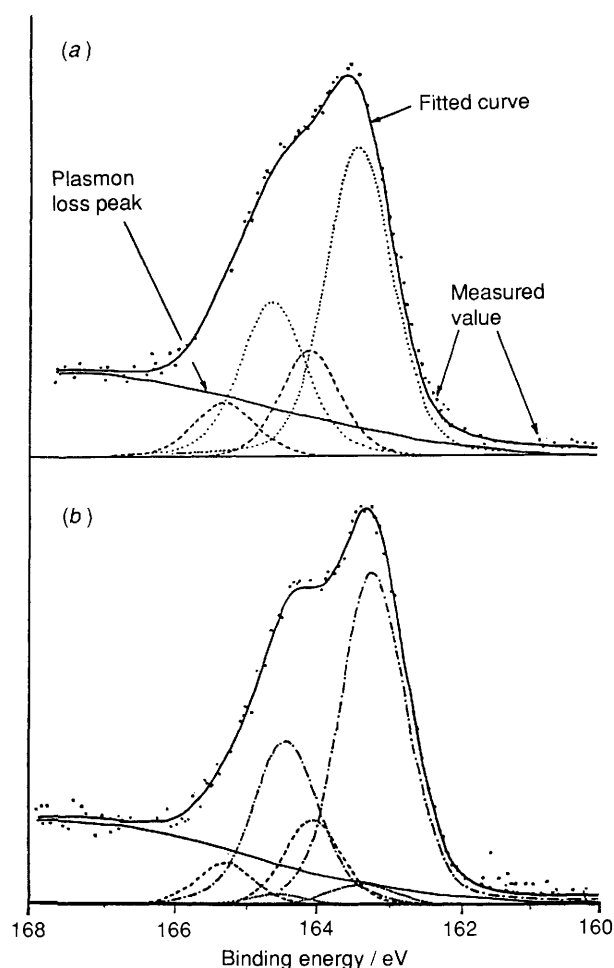 (a)
Fitted curve
Plasmon
loss peak
Measured
value
(b)
168 166 164 162 160
Binding energy / eV